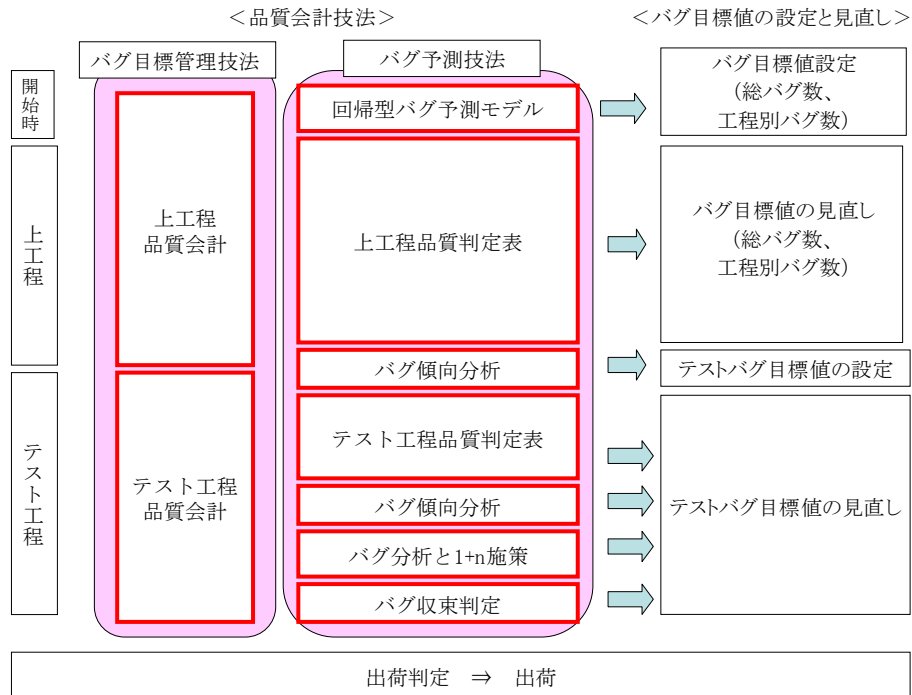 ＜品質会計技法＞
＜バグ目標値の設定と見直し＞
バグ目標管理技法
バグ予測技法
開始時
回帰型バグ予測モデル
バグ目標値設定
（総バグ数、
工程別バグ数）
上工程
上工程
品質会計
上工程品質判定表
バグ目標値の見直し
（総バグ数、
工程別バグ数）
バグ傾向分析
テストバグ目標値の設定
テスト工程
テスト工程
品質会計
テスト工程品質判定表
バグ傾向分析
バグ分析と1+n施策
バグ収束判定
テストバグ目標値の見直し
出荷判定　⇒　出荷